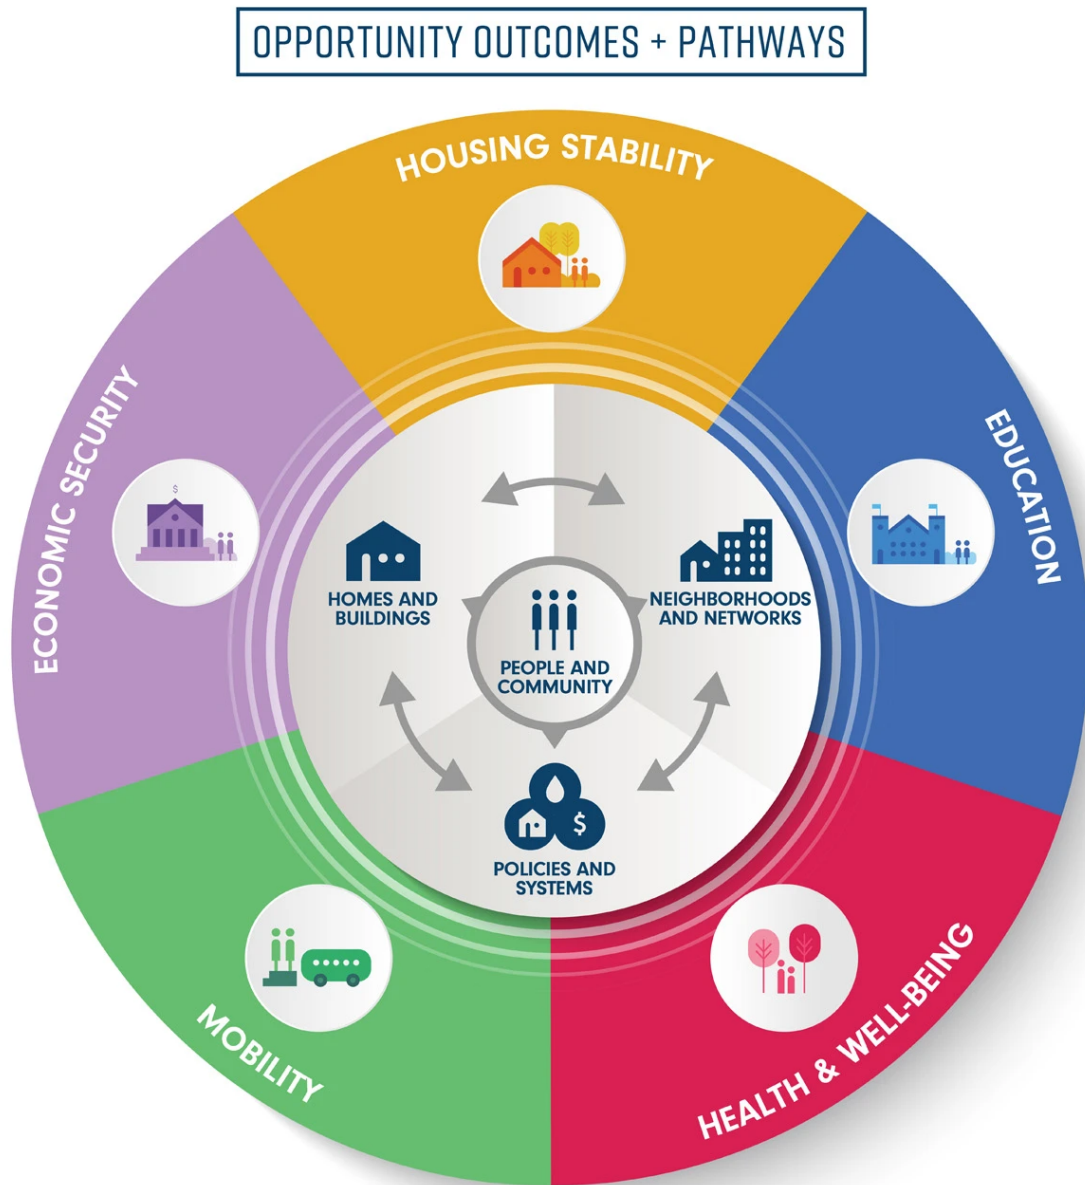 OPPORTUNITY OUTCOMES + PATHWAYS
HOUSING STABILITY
EDUCATION
HEALTH & WELL-BEING
MOBILITY
ECONOMIC SECURITY
HOMES AND
BUILDINGS
NEIGHBORHOODS
AND NETWORKS
PEOPLE AND
COMMUNITY
POLICIES AND
SYSTEMS
$
$